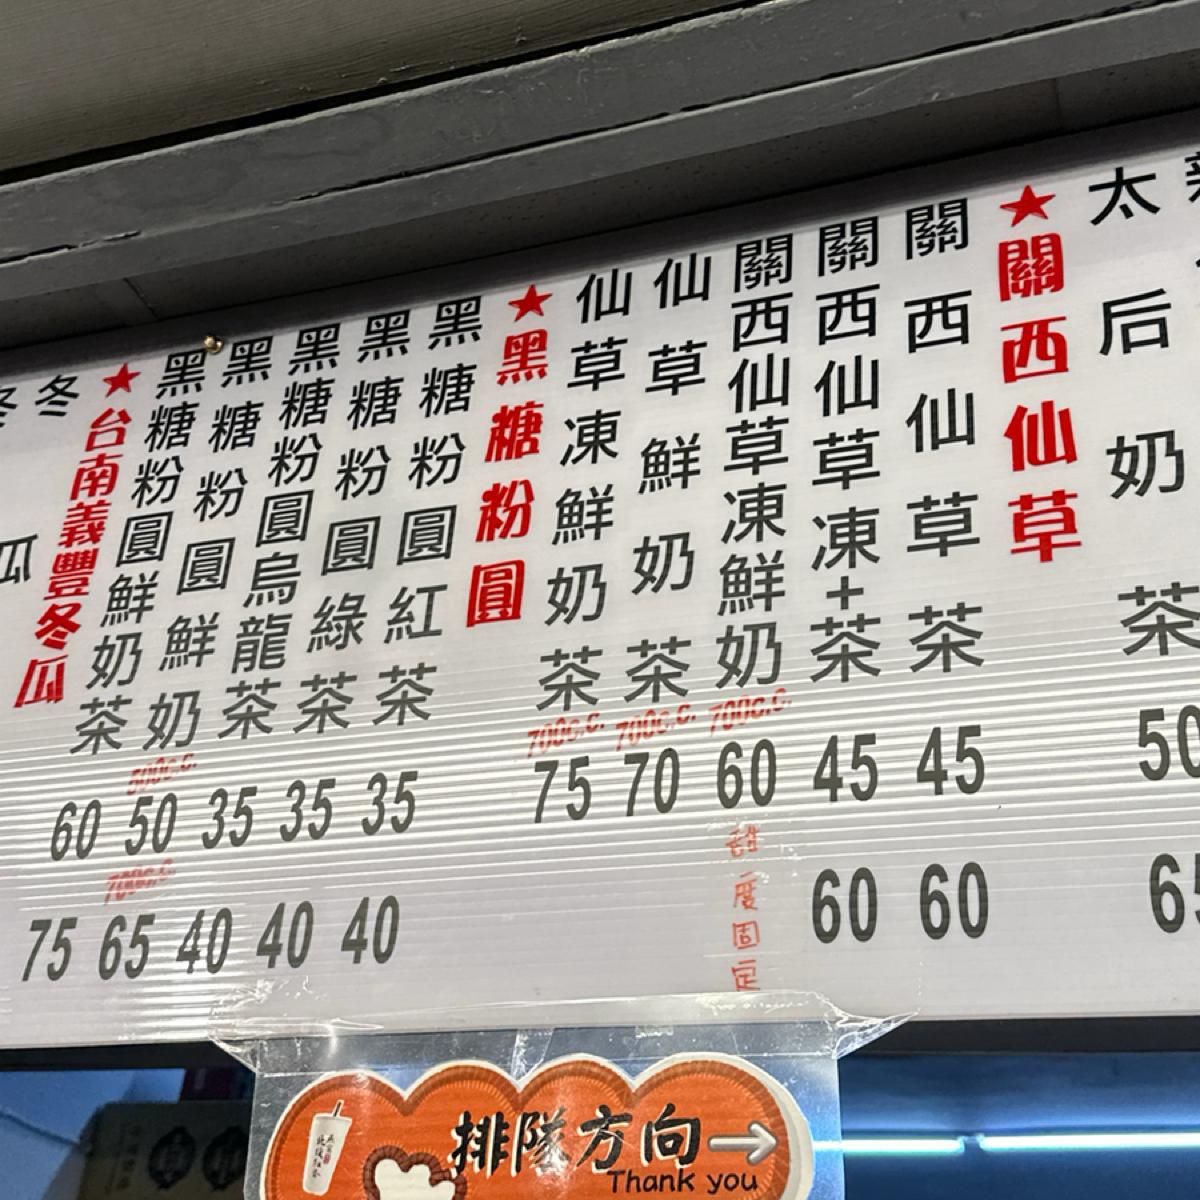 太后奶茶
50
★關西仙草
關西仙草茶
45
60
關西仙草凍+茶
45
60
關西仙草凍鮮奶
700c.c.
60
甜度固定
仙草鮮奶茶
700c.c.
70
仙草凍鮮奶茶
700c.c.
75
★黑糖粉圓
黑糖粉圓紅茶
35
40
黑糖粉圓綠茶
35
40
黑糖粉圓烏龍茶
35
40
黑糖粉圓鮮奶
500c.c.
50
700c.c.
65
黑糖粉圓鮮奶茶
60
75
★台南義豐冬瓜
冬
冬瓜
排隊方向→
Thank you